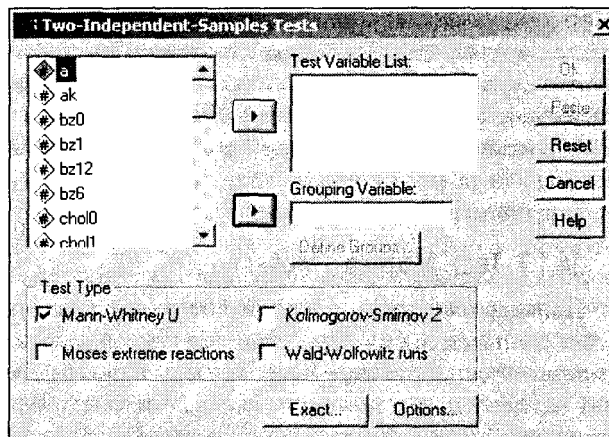 Two-Independent-Samples Tests
a
ak
bz0
bz1
bz12
bz6
chol0
chol1
Test Variable List:
Grouping Variable:
Define Groups...
Ok
Paste
Reset
Cancel
Help
Test Type
Mann-Whitney U
Kolmogorov-Smirnov Z
Moses extreme reactions
Wald-Wolfowitz runs
Exact...
Options...